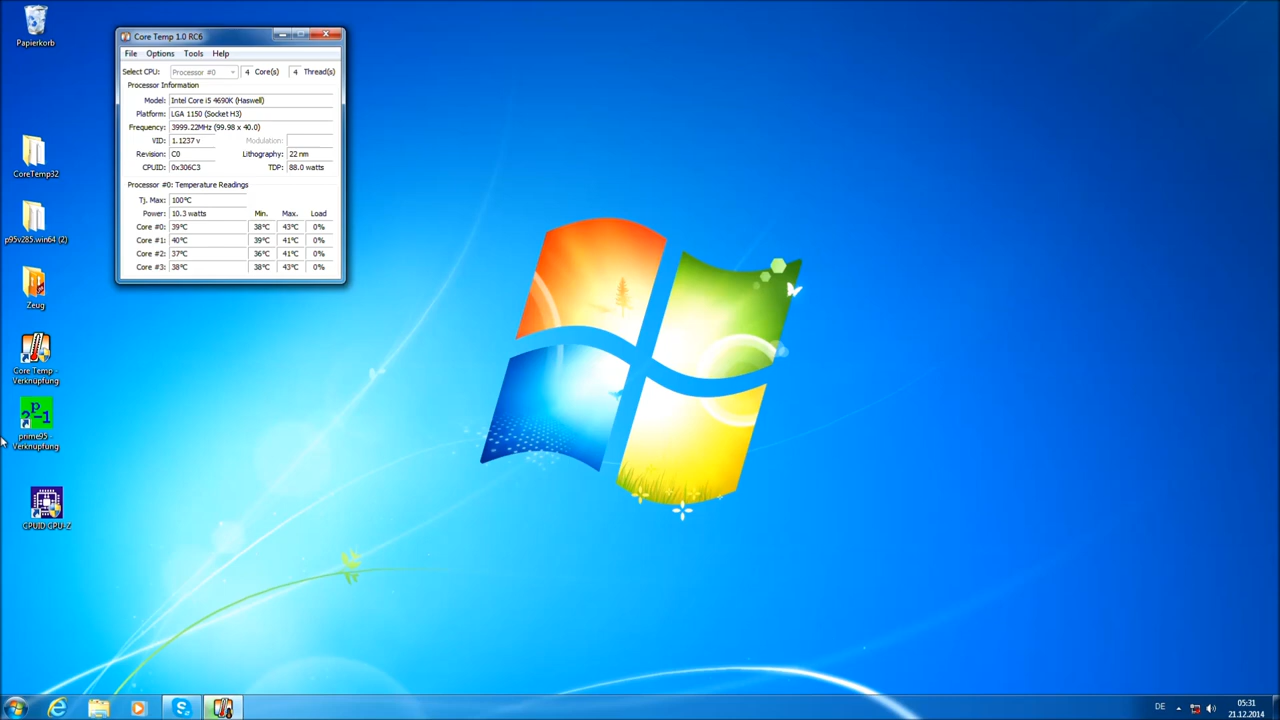 Papierkorb
CoreTemp32
p95v285.win64 (2)
Zeug
Core Temp -
Verknüpfung
prime95 -
Verknüpfung
CPUID CPU-Z
Core Temp 1.0 RC6
File Options Tools Help
Select CPU: Processor #0 4 Core(s) 4 Thread(s)
Processor Information
Model: Intel Core i5 4690K (Haswell)
Platform: LGA 1150 (Socket H3)
Frequency: 3999.22MHz (99.98 x 40.0)
VID: 1.1237 v Modulation:
Revision: C0 Lithography: 22 nm
CPUID: 0x306C3 TDP: 88.0 watts
Processor #0: Temperature Readings
Tj. Max: 100°C
Power: 10.3 watts Min. Max. Load
Core #0: 39°C 38°C 43°C 0%
Core #1: 40°C 39°C 41°C 0%
Core #2: 37°C 36°C 41°C 0%
Core #3: 38°C 38°C 43°C 0%
DE
05:31
21.12.2014